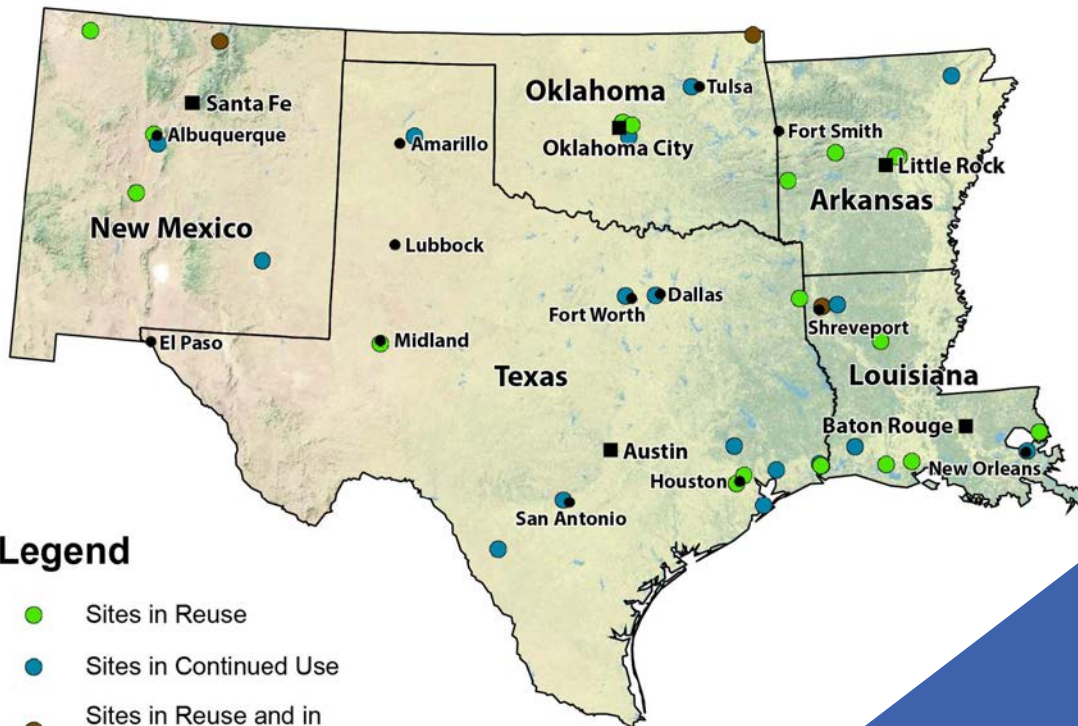 Santa Fe
Albuquerque
New Mexico
El Paso
Oklahoma
Tulsa
Oklahoma City
Amarillo
Lubbock
Fort Worth
Dallas
Midland
Texas
Austin
Houston
San Antonio
Fort Smith
Little Rock
Arkansas
Shreveport
Louisiana
Baton Rouge
New Orleans
Legend
Sites in Reuse
Sites in Continued Use
Sites in Reuse and in